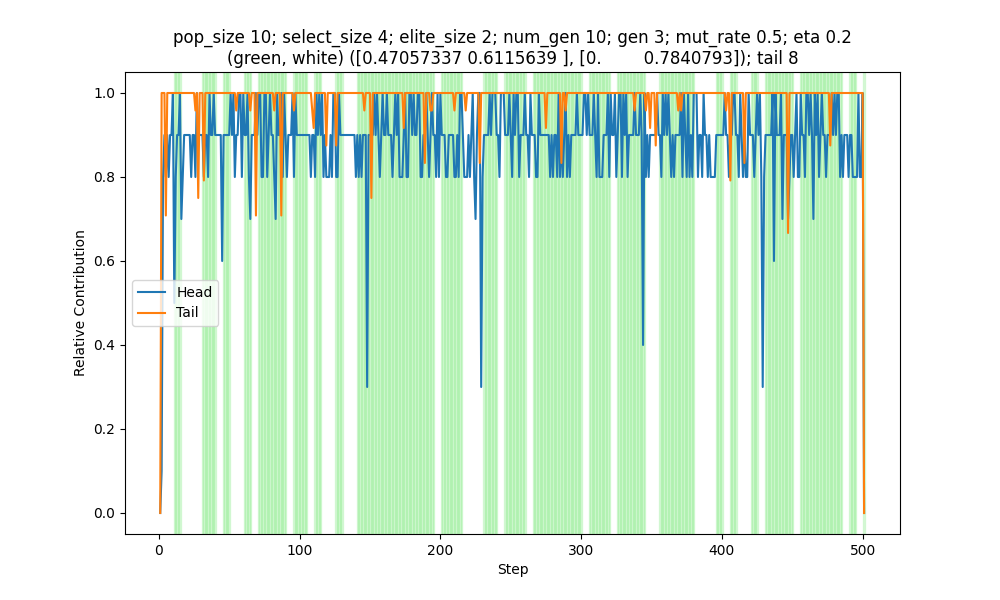 pop_size 10; select_size 4; elite_size 2; num_gen 10; gen 3; mut_rate 0.5; eta 0.2
(green, white) ([0.47057337 0.6115639 ], [0.        0.7840793]); tail 8
1.0
0.8
0.6
0.4
0.2
0.0
Relative Contribution
Head
Tail
0
100
200
300
400
500
Step